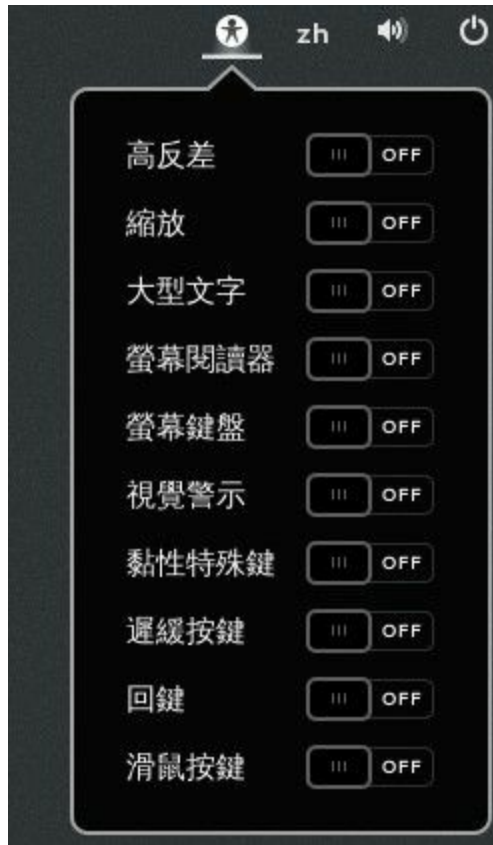 zh
高反差 OFF
縮放 OFF
大型文字 OFF
螢幕閱讀器 OFF
螢幕鍵盤 OFF
視覺警示 OFF
黏性特殊鍵 OFF
遲緩按鍵 OFF
回鍵 OFF
滑鼠按鍵 OFF